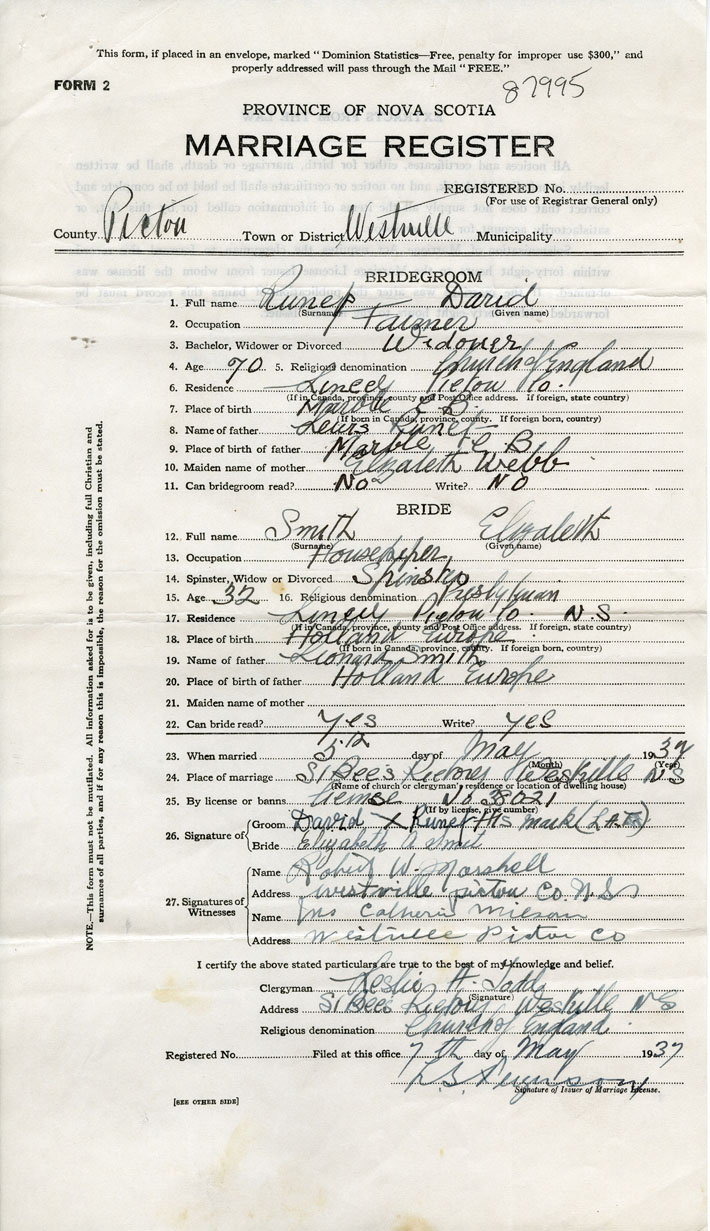 This form, if placed in an envelope, marked "Dominion Statistics—Free, penalty for improper use $300," and
properly addressed will pass through the Mail "FREE."
FORM 2
87995
PROVINCE OF NOVA SCOTIA
MARRIAGE REGISTER
REGISTERED No.
(For use of Registrar General only)
County Pictou Town or District Westville Municipality
BRIDEGROOM
1. Full name David
(Surname) (Given name)
2. Occupation Farmer
3. Bachelor, Widower or Divorced Widower
4. Age 70 5. Religious denomination Church of England
6. Residence Pictou Co.
(If in Canada, province, county and Post Office address. If foreign, state country)
7. Place of birth Marble C. B.
(If born in Canada, province, county. If foreign born, country)
8. Name of father Lewis
9. Place of birth of father Marble C B
10. Maiden name of mother Elizabeth Webb
11. Can bridegroom read? No Write? No
BRIDE
12. Full name Smith Elizabeth
(Surname) (Given name)
13. Occupation Housekeeper
14. Spinster, Widow or Divorced Spinster
15. Age 32 16. Religious denomination Presbyterian
17. Residence Pictou Co. N.S.
(If in Canada, province, county and Post Office address. If foreign, state country)
18. Place of birth Holland Europe
(If born in Canada, province, county. If foreign born, country)
19. Name of father Leonard Smith
20. Place of birth of father Holland Europe
21. Maiden name of mother
22. Can bride read? Yes Write? Yes
23. When married 5th day of May 1937
(Month) (Year)
24. Place of marriage St Bees Rectory Westville N S
(Name of church or clergyman's residence or location of dwelling house)
25. By license or banns license No 38021
(If by license, give number)
26. Signature of Groom David X His mark
Bride Elizabeth A
27. Signatures of Witnesses
Name Robert W. Marshall
Address Westville Pictou Co. N.S.
Name Mrs Catherine
Address Westville Pictou Co
I certify the above stated particulars are true to the best of my knowledge and belief.
Clergyman Leslie A.
(Signature)
Address St Bees Rectory Westville N S
Religious denomination Church of England
Registered No. Filed at this office 7th day of May 1937
Signature of Issuer of Marriage License.
[SEE OTHER SIDE]
NOTE.—This form must not be mutilated. All information asked for is to be given, including full Christian and
surnames of all parties, and if for any reason this is impossible, the reason for the omission must be stated.